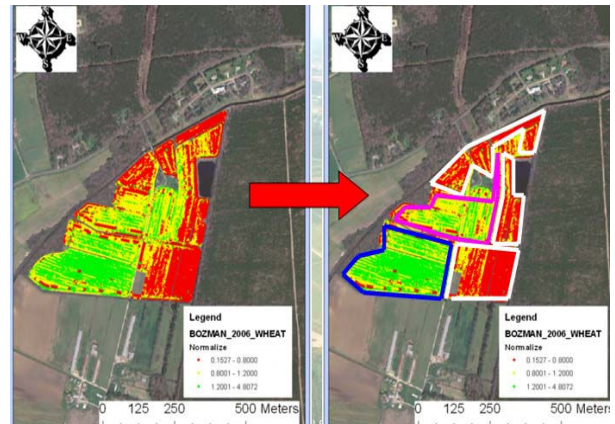 Legend
BOZMAN_2006_WHEAT
Normalize
0.1527 - 0.8000
0.8001 - 1.2000
1.2001 - 4.8072
0 125 250 500 Meters
Legend
BOZMAN_2006_WHEAT
Normalize
0.1527 - 0.8000
0.8001 - 1.2000
1.2001 - 4.8072
0 125 250 500 Meters